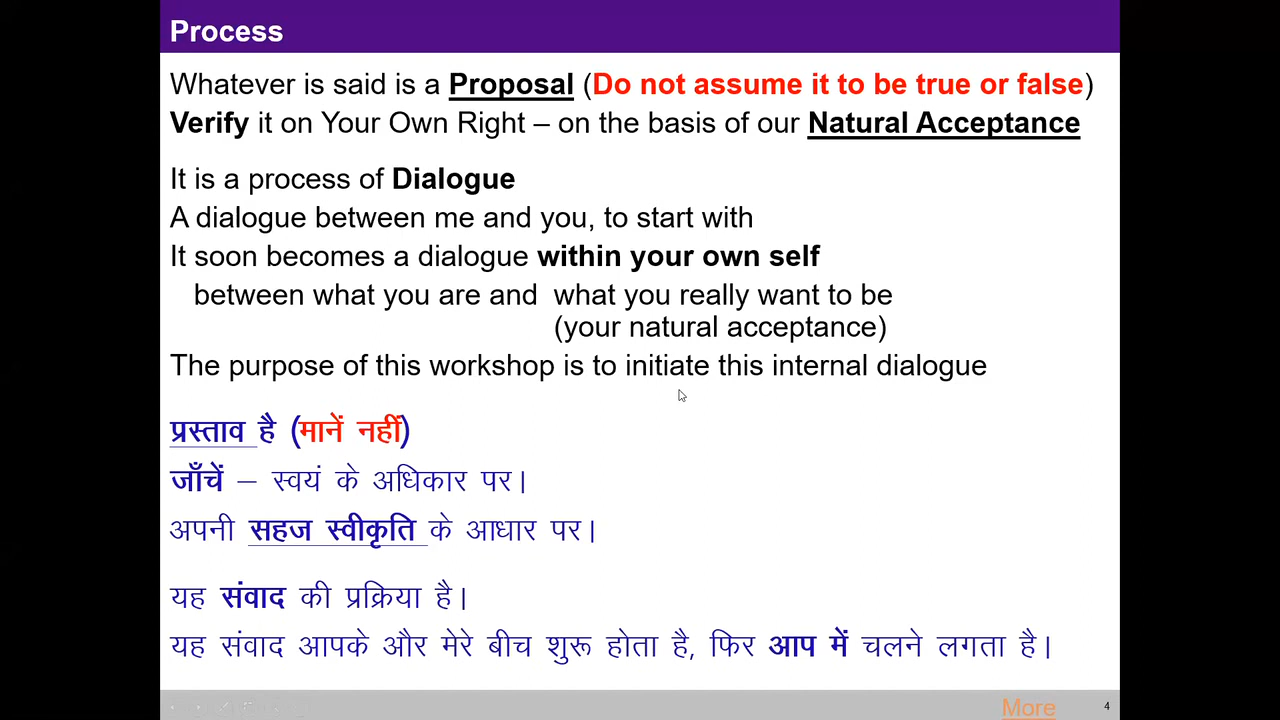 Process
Whatever is said is a Proposal (Do not assume it to be true or false)
Verify it on Your Own Right – on the basis of our Natural Acceptance
It is a process of Dialogue
A dialogue between me and you, to start with
It soon becomes a dialogue within your own self
between what you are and what you really want to be
(your natural acceptance)
The purpose of this workshop is to initiate this internal dialogue
प्रस्ताव है (मानें नहीं)
जाँचें – स्वयं के अधिकार पर।
अपनी सहज स्वीकृति के आधार पर।
यह संवाद की प्रक्रिया है।
यह संवाद आपके और मेरे बीच शुरू होता है, फिर आप में चलने लगता है।
More 4